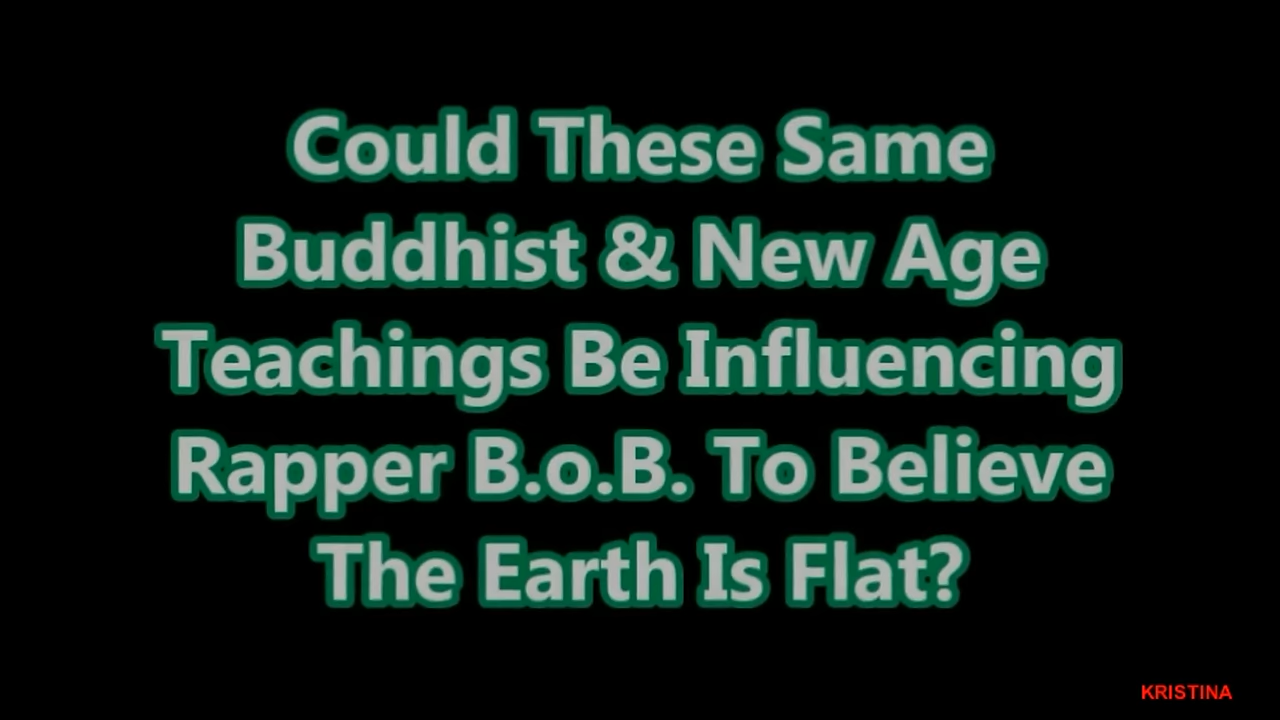 Could These Same
Buddhist & New Age
Teachings Be Influencing
Rapper B.o.B. To Believe
The Earth Is Flat?
KRISTINA